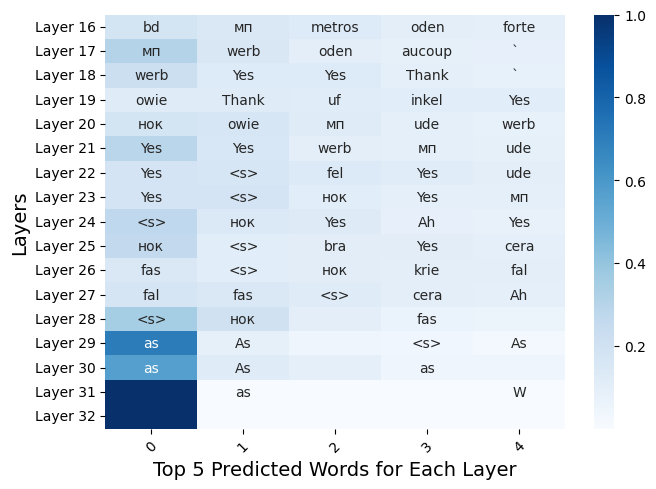 Layer 16 bd мп metros oden forte 1.0
Layer 17 мп werb oden aucoup `
Layer 18 werb Yes Yes Thank `
Layer 19 owie Thank uf inkel Yes 0.8
Layer 20 нок owie мп ude werb
Layer 21 Yes Yes werb мп ude
Layer 22 Yes <s> fel Yes ude
Layer 23 Yes <s> нок Yes мп 0.6
Layer 24 <s> нок Yes Ah Yes
Layer 25 нок <s> bra Yes cera
Layer 26 fas <s> нок krie fal 0.4
Layer 27 fal fas <s> cera Ah
Layer 28 <s> нок fas
Layer 29 as As <s> As 0.2
Layer 30 as As as
Layer 31 as W
Layer 32
0 1 2 3 4
Layers
Top 5 Predicted Words for Each Layer